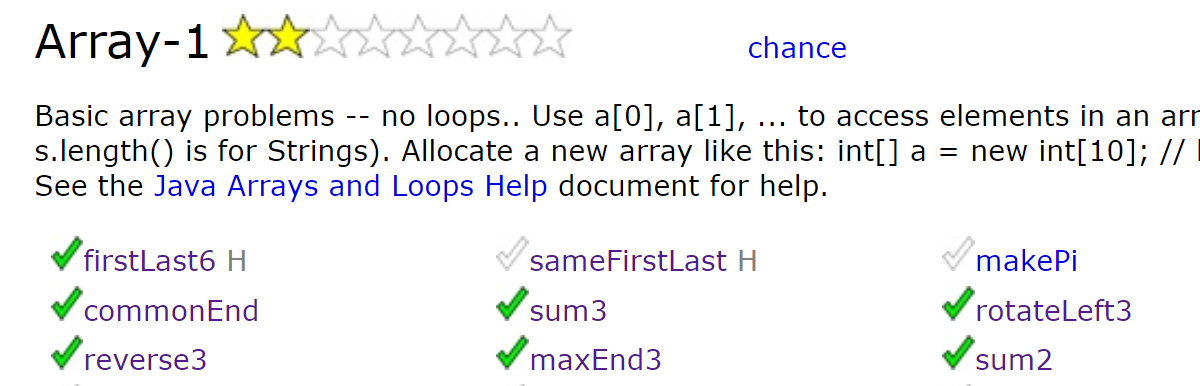 Array-1 chance
Basic array problems -- no loops.. Use a[0], a[1], ... to access elements in an arr
s.length() is for Strings). Allocate a new array like this: int[] a = new int[10]; //
See the Java Arrays and Loops Help document for help.
firstLast6 H sameFirstLast H makePi
commonEnd sum3 rotateLeft3
reverse3 maxEnd3 sum2